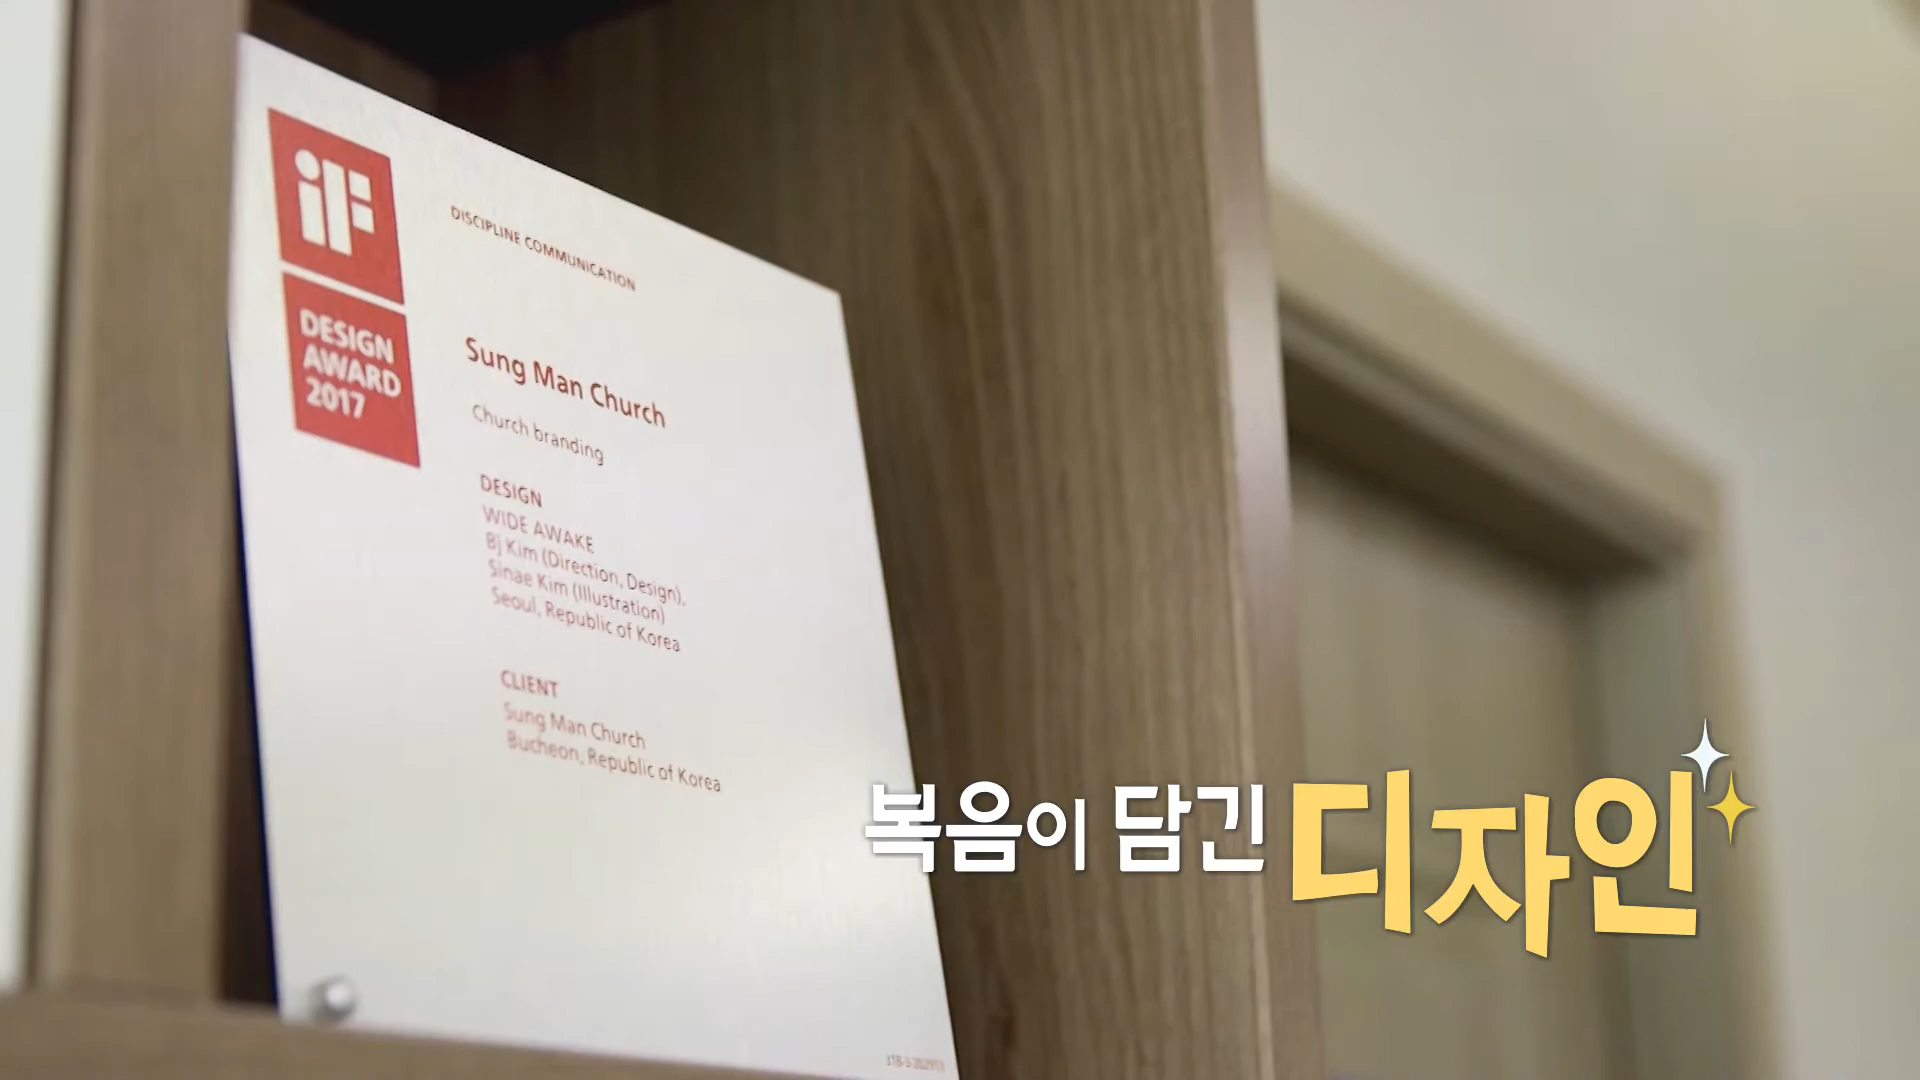 iF
DESIGN
AWARD
2017
DISCIPLINE COMMUNICATION
Sung Man Church
Church branding
DESIGN
WIDE AWAKE
Bj Kim (Direction, Design),
Sinae Kim (Illustration)
Seoul, Republic of Korea
CLIENT
Sung Man Church
Bucheon, Republic of Korea
복음이 담긴 디자인